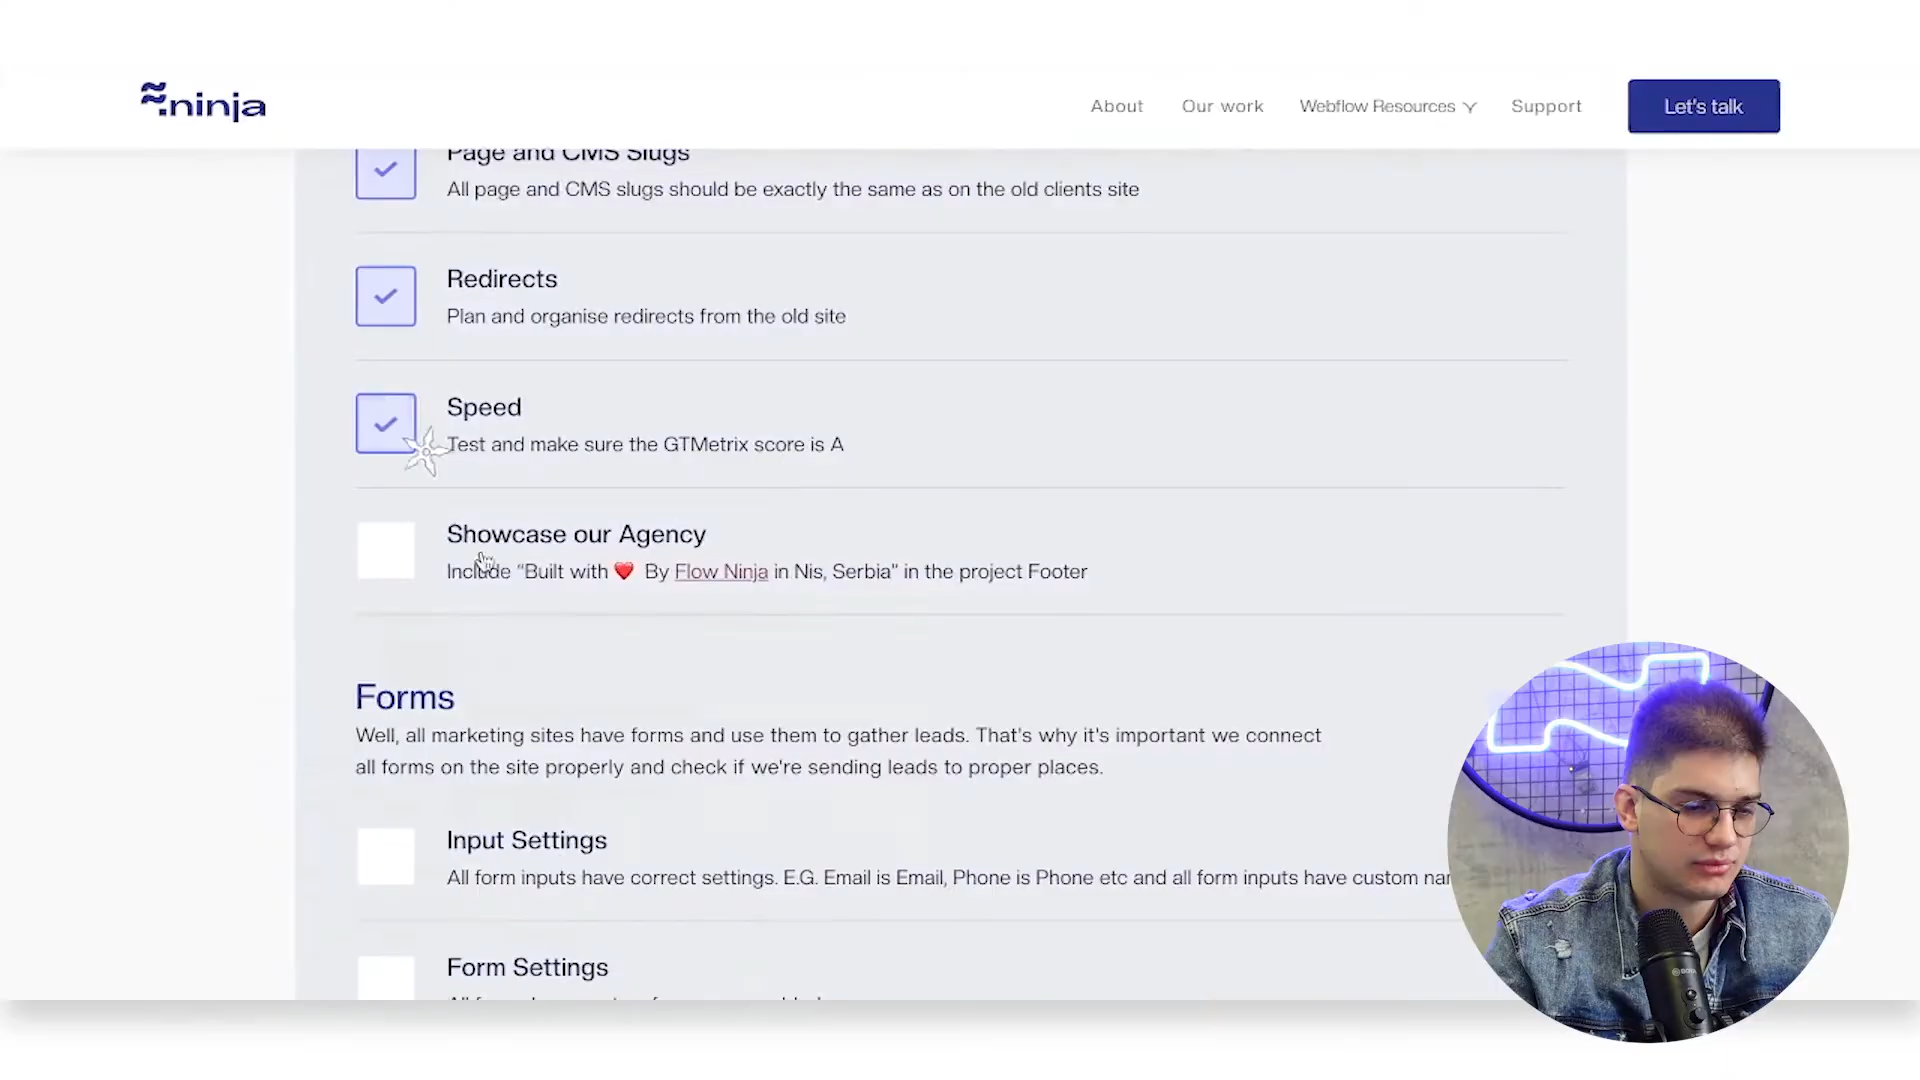 ninja
About Our work Webflow Resources Support Let's talk
Page and CMS Slugs
All page and CMS slugs should be exactly the same as on the old clients site
Redirects
Plan and organise redirects from the old site
Speed
Test and make sure the GTMetrix score is A
Showcase our Agency
Include “Built with ❤️ By Flow Ninja in Nis, Serbia” in the project Footer
Forms
Well, all marketing sites have forms and use them to gather leads. That's why it's important we connect
all forms on the site properly and check if we're sending leads to proper places.
Input Settings
All form inputs have correct settings. E.G. Email is Email, Phone is Phone etc and all form inputs have custom
Form Settings